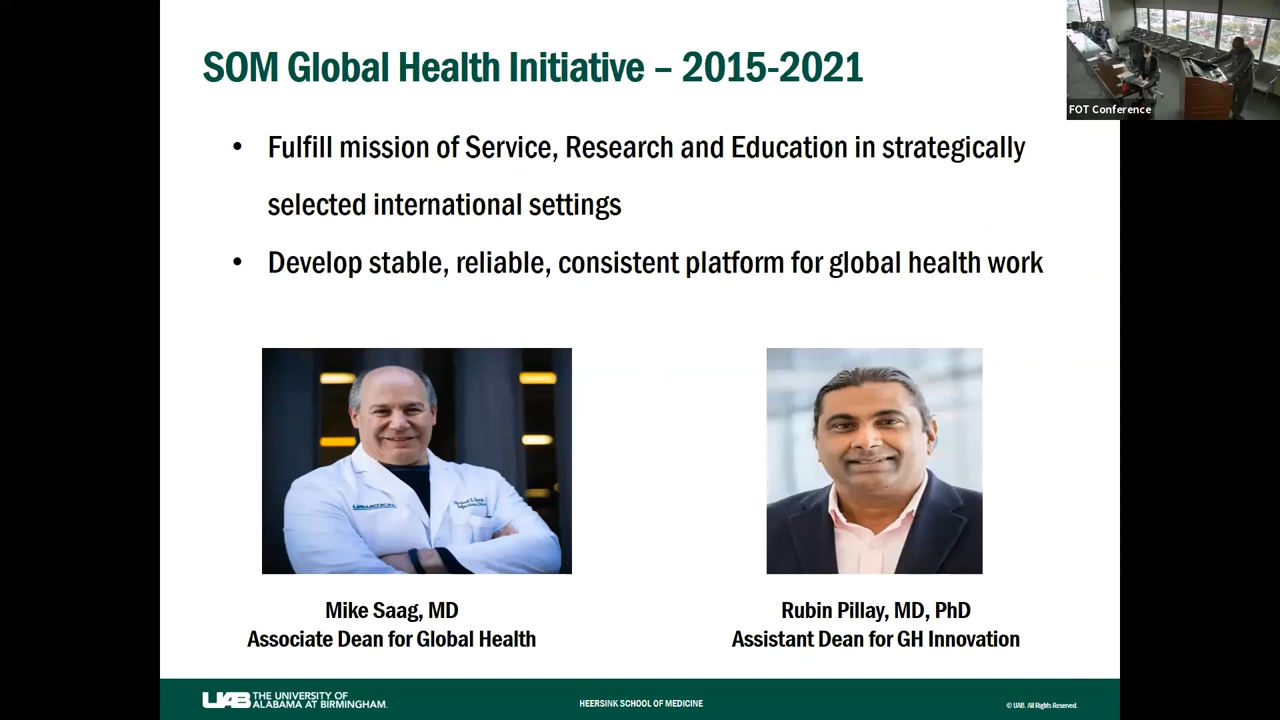 SOM Global Health Initiative – 2015-2021
FOT Conference
• Fulfill mission of Service, Research and Education in strategically
selected international settings
• Develop stable, reliable, consistent platform for global health work
UAB MEDICINE
Mike Saag, MD
Associate Dean for Global Health
Rubin Pillay, MD, PhD
Assistant Dean for GH Innovation
UAB THE UNIVERSITY OF
ALABAMA AT BIRMINGHAM.
HEERSINK SCHOOL OF MEDICINE
© UAB. All Rights Reserved.